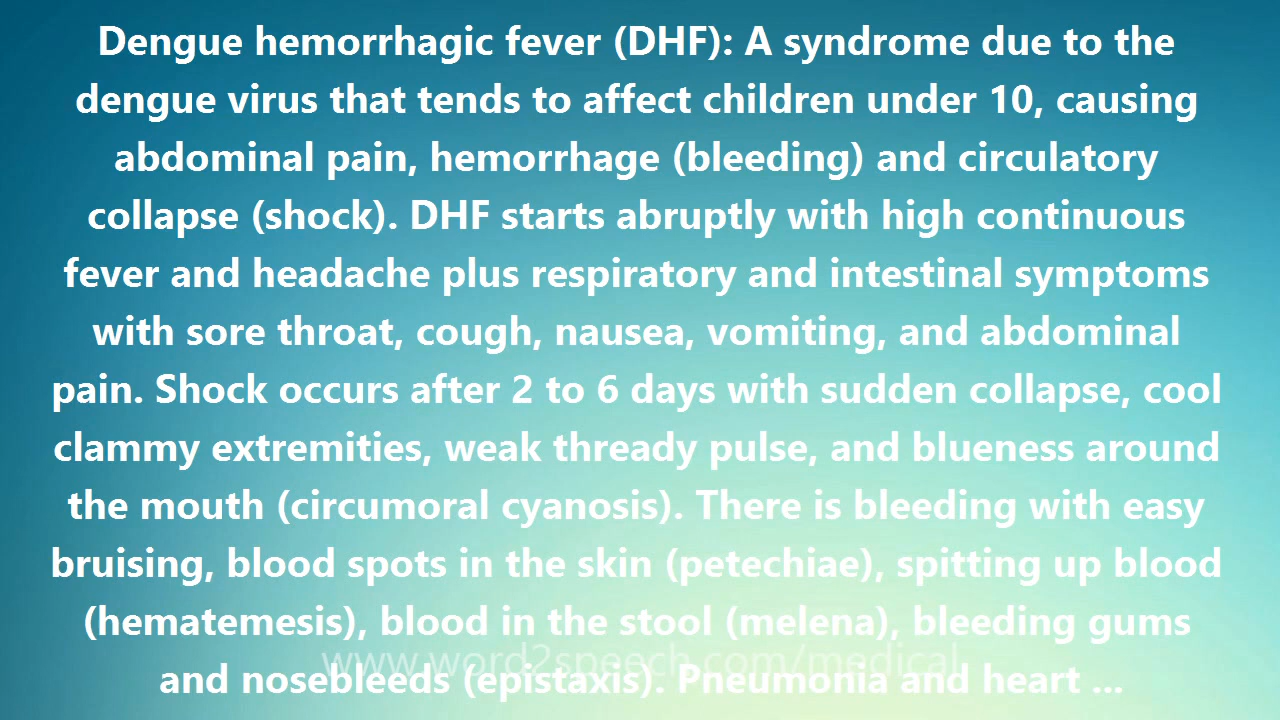 Dengue hemorrhagic fever (DHF): A syndrome due to the
dengue virus that tends to affect children under 10, causing
abdominal pain, hemorrhage (bleeding) and circulatory
collapse (shock). DHF starts abruptly with high continuous
fever and headache plus respiratory and intestinal symptoms
with sore throat, cough, nausea, vomiting, and abdominal
pain. Shock occurs after 2 to 6 days with sudden collapse, cool
clammy extremities, weak thready pulse, and blueness around
the mouth (circumoral cyanosis). There is bleeding with easy
bruising, blood spots in the skin (petechiae), spitting up blood
(hematemesis), blood in the stool (melena), bleeding gums
www.word2speech.com/medical
and nosebleeds (epistaxis). Pneumonia and heart ...